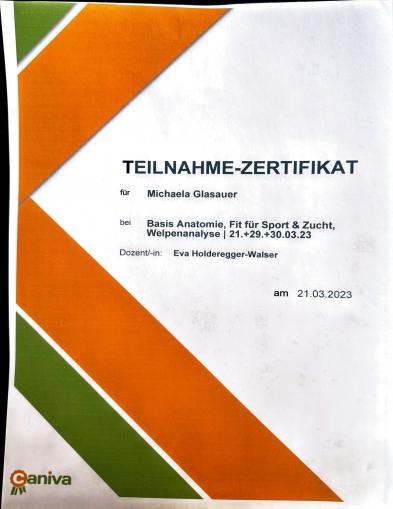 TEILNAHME-ZERTIFIKAT
für Michaela Glasauer
bei Basis Anatomie, Fit für Sport & Zucht,
Welpenanalyse | 21.+29.+30.03.23
Dozent/-in: Eva Holderegger-Walser
am 21.03.2023
caniva